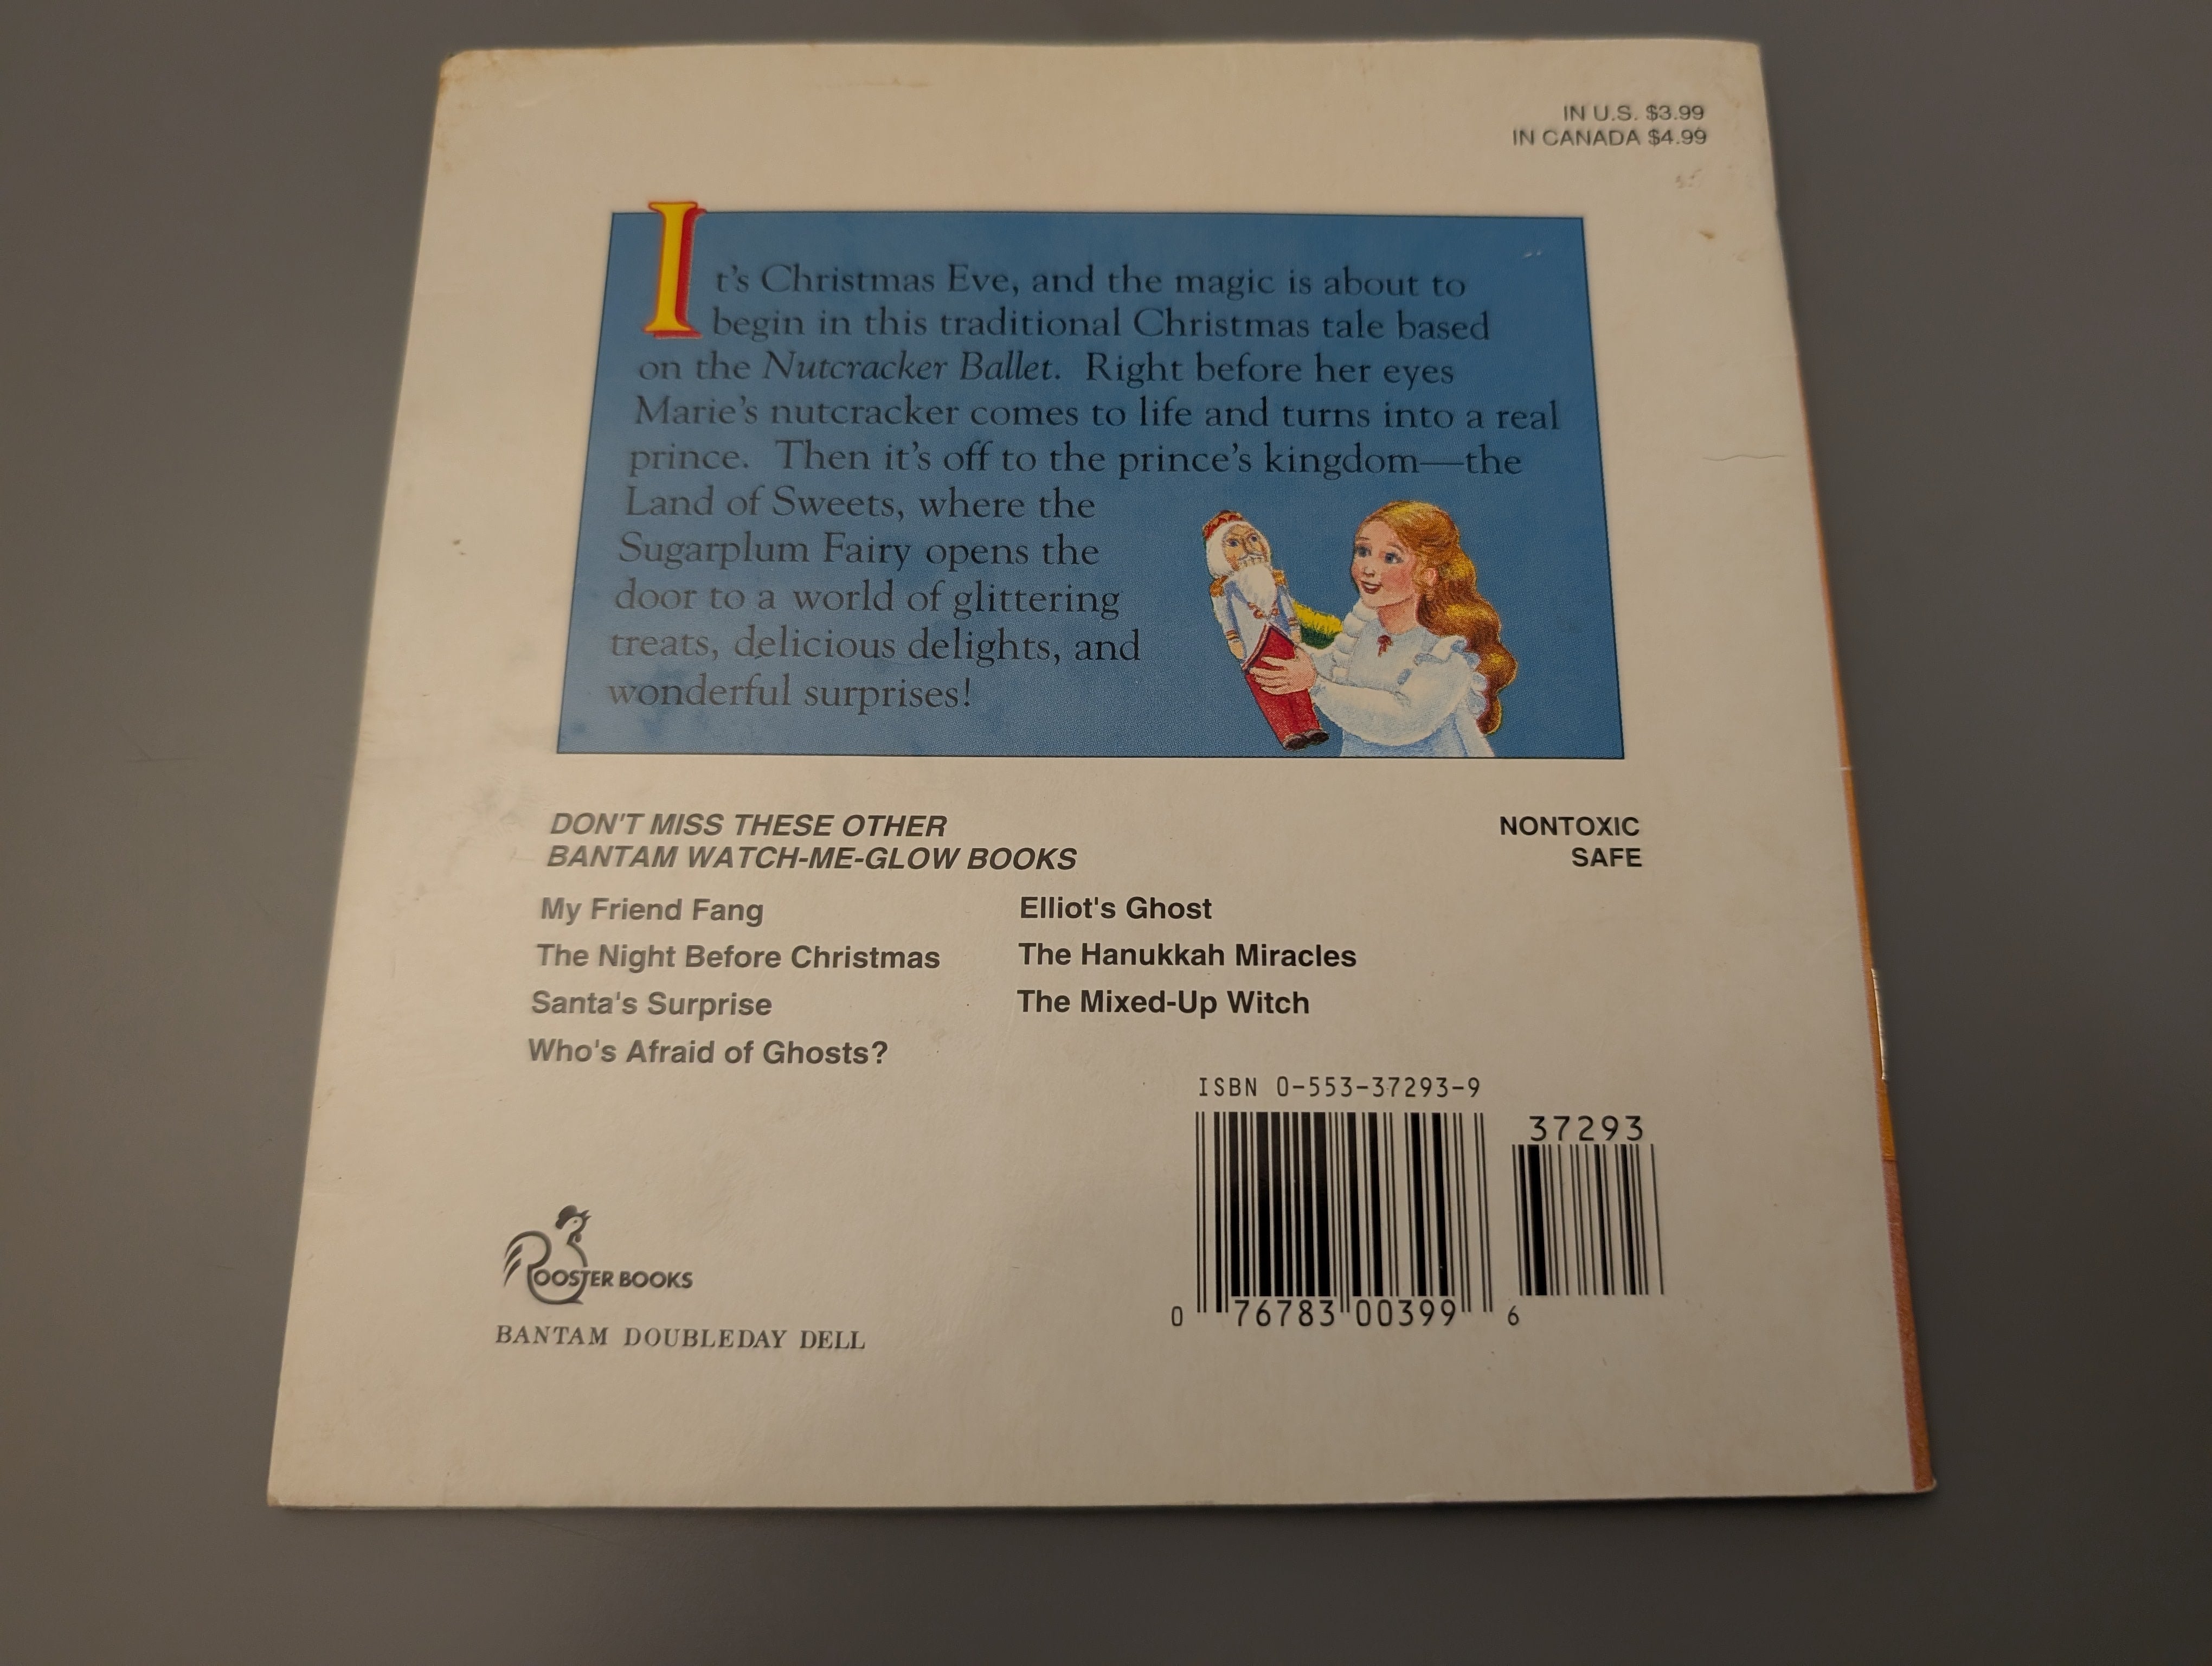 IN U.S. $3.99
IN CANADA $4.99
It's Christmas Eve, and the magic is about to
begin in this traditional Christmas tale based
on the Nutcracker Ballet. Right before her eyes
Marie's nutcracker comes to life and turns into a real
prince. Then it's off to the prince's kingdom—the
Land of Sweets, where the
Sugarplum Fairy opens the
door to a world of glittering
treats, delicious delights, and
wonderful surprises!
DON'T MISS THESE OTHER
BANTAM WATCH-ME-GLOW BOOKS
NONTOXIC
SAFE
My Friend Fang
The Night Before Christmas
Santa's Surprise
Who's Afraid of Ghosts?
Elliot's Ghost
The Hanukkah Miracles
The Mixed-Up Witch
ISBN 0-553-37293-9
37293
0 76783 00399 6
ROOSTER BOOKS
BANTAM DOUBLEDAY DELL